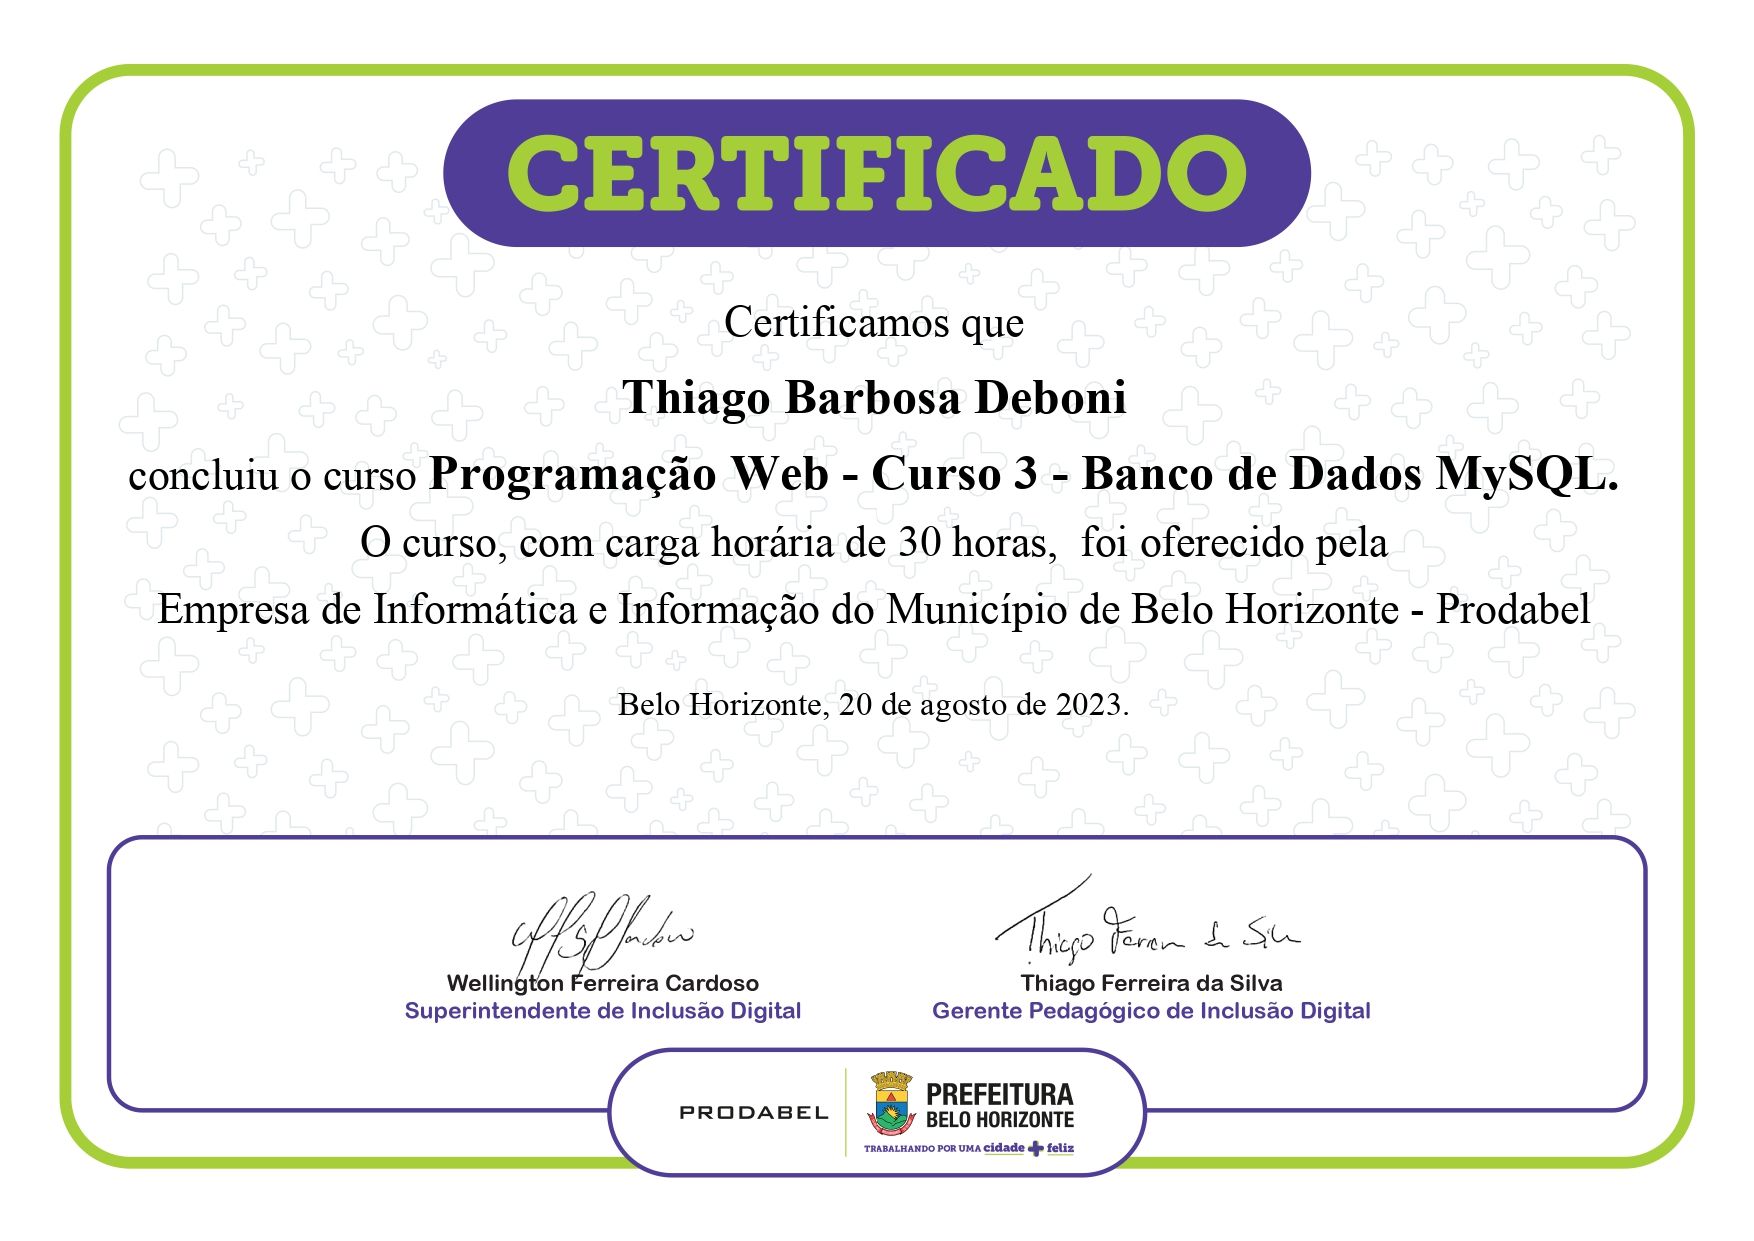 CERTIFICADO
Certificamos que
Thiago Barbosa Deboni
concluiu o curso Programação Web - Curso 3 - Banco de Dados MySQL.
O curso, com carga horária de 30 horas,  foi oferecido pela
Empresa de Informática e Informação do Município de Belo Horizonte - Prodabel
Belo Horizonte, 20 de agosto de 2023.
Thiago Ferreira da Silva
Wellington Ferreira Cardoso
Superintendente de Inclusão Digital
Thiago Ferreira da Silva
Gerente Pedagógico de Inclusão Digital
PRODABEL
PREFEITURA
BELO HORIZONTE
TRABALHANDO POR UMA cidade + feliz